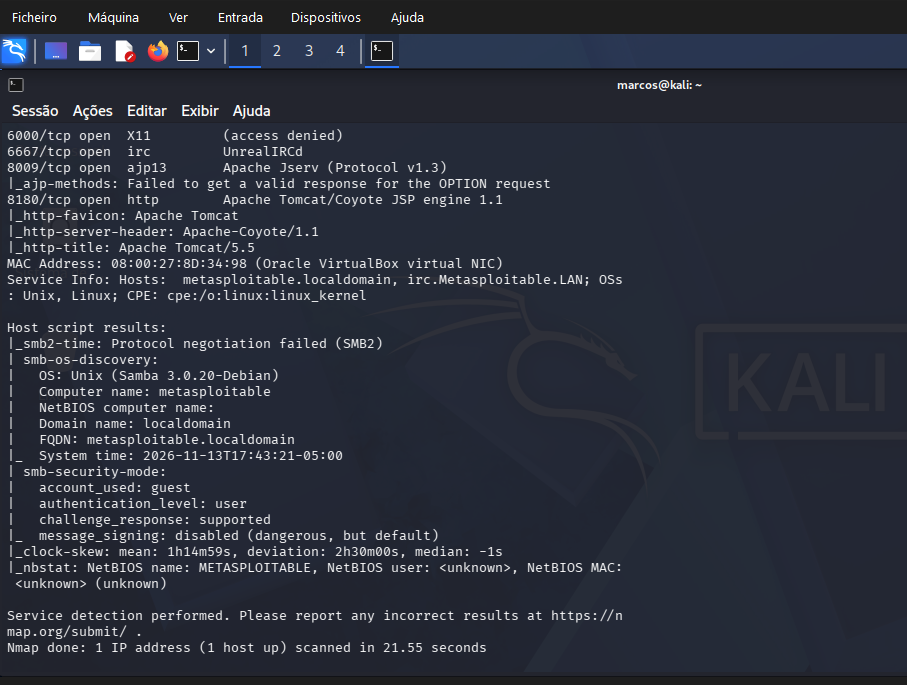 Ficheiro Máquina Ver Entrada Dispositivos Ajuda
1 2 3 4
marcos@kali: ~
Sessão Ações Editar Exibir Ajuda
6000/tcp open  X11         (access denied)
6667/tcp open  irc         UnrealIRCd
8009/tcp open  ajp13       Apache Jserv (Protocol v1.3)
|_ajp-methods: Failed to get a valid response for the OPTION request
8180/tcp open  http        Apache Tomcat/Coyote JSP engine 1.1
|_http-favicon: Apache Tomcat
|_http-server-header: Apache-Coyote/1.1
|_http-title: Apache Tomcat/5.5
MAC Address: 08:00:27:8D:34:98 (Oracle VirtualBox virtual NIC)
Service Info: Hosts:  metasploitable.localdomain, irc.Metasploitable.LAN; OSs
: Unix, Linux; CPE: cpe:/o:linux:linux_kernel
Host script results:
|_smb2-time: Protocol negotiation failed (SMB2)
| smb-os-discovery:
|   OS: Unix (Samba 3.0.20-Debian)
|   Computer name: metasploitable
|   NetBIOS computer name:
|   Domain name: localdomain
|   FQDN: metasploitable.localdomain
|_  System time: 2026-11-13T17:43:21-05:00
| smb-security-mode:
|   account_used: guest
|   authentication_level: user
|   challenge_response: supported
|_  message_signing: disabled (dangerous, but default)
|_clock-skew: mean: 1h14m59s, deviation: 2h30m00s, median: -1s
|_nbstat: NetBIOS name: METASPLOITABLE, NetBIOS user: <unknown>, NetBIOS MAC:
 <unknown> (unknown)
Service detection performed. Please report any incorrect results at https://n
map.org/submit/ .
Nmap done: 1 IP address (1 host up) scanned in 21.55 seconds
KALI